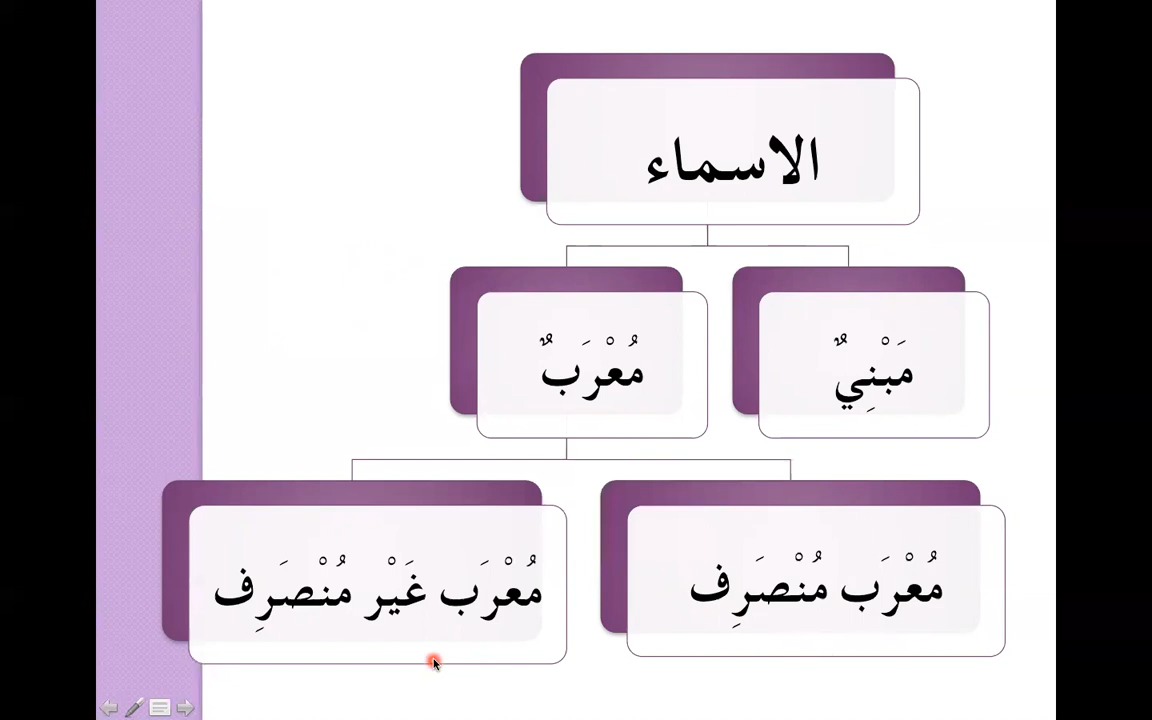 الاسماء
مَبْنِيٌ
مُعْرَبٌ
مُعْرَب مُنْصَرِف
مُعْرَب غَيْر مُنْصَرِف